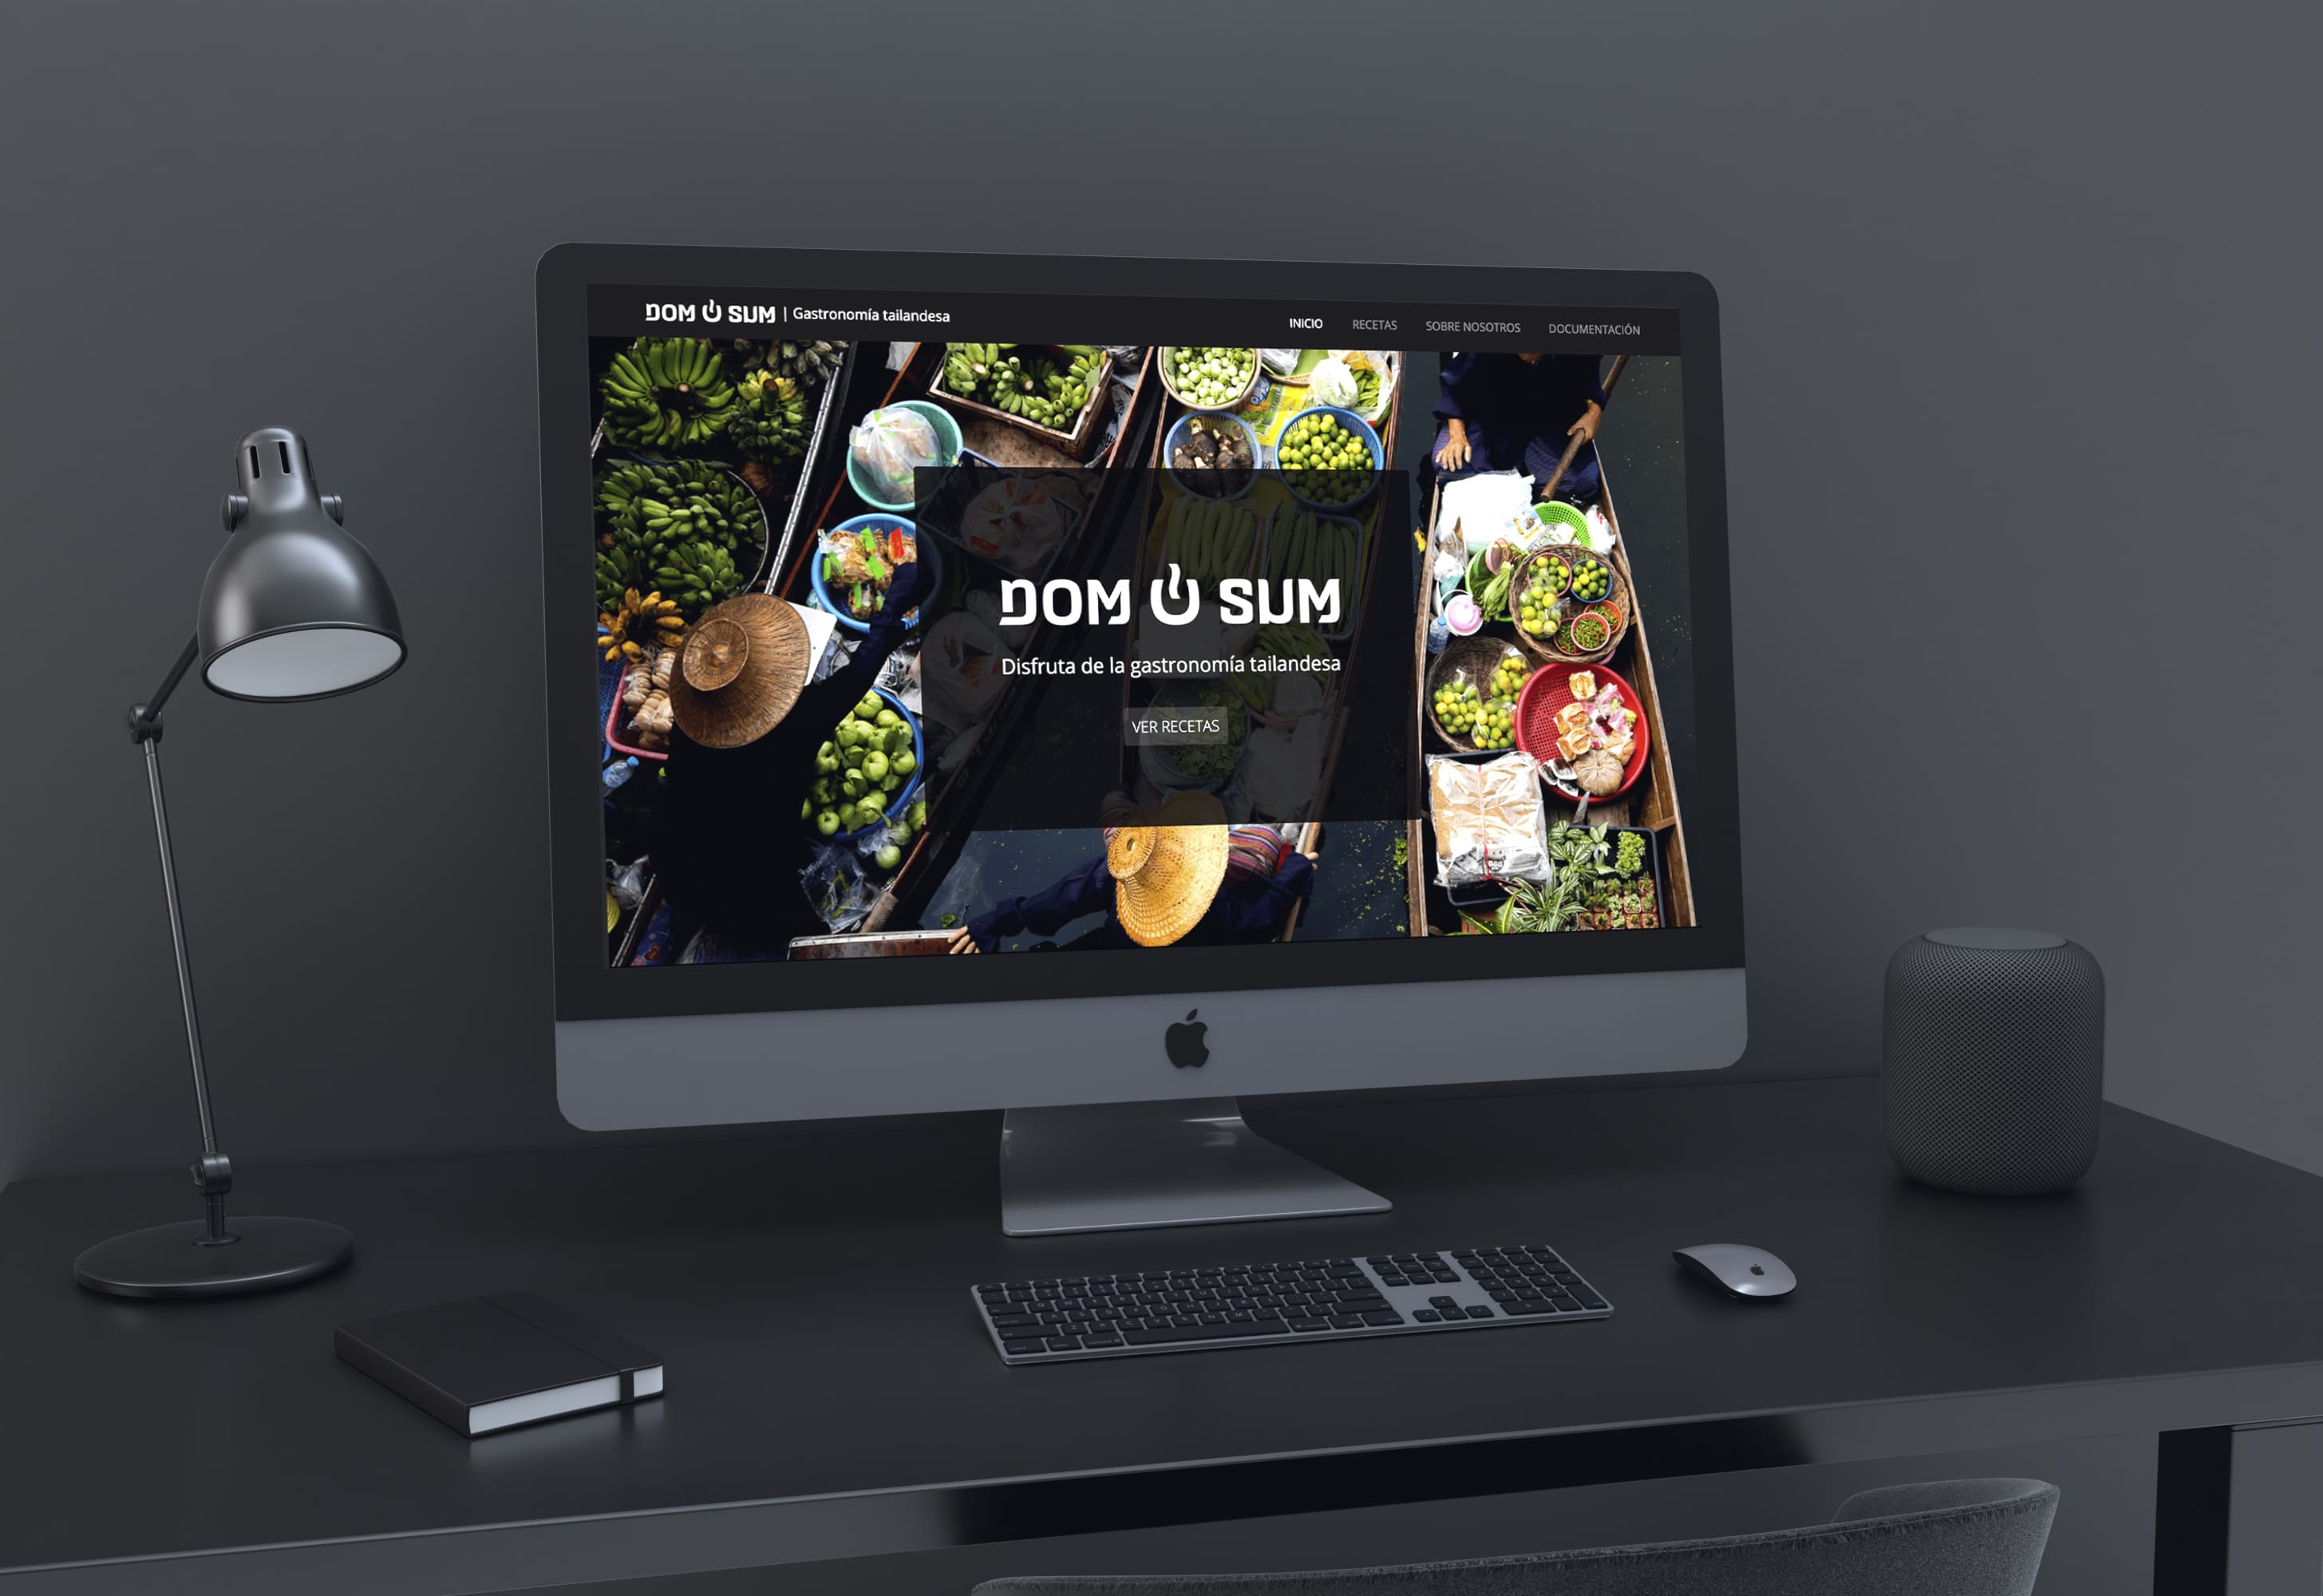 DOM SUM | Gastronomía tailandesa
INICIO RECETAS SOBRE NOSOTROS DOCUMENTACIÓN
DOM SUM
Disfruta de la gastronomía tailandesa
VER RECETAS